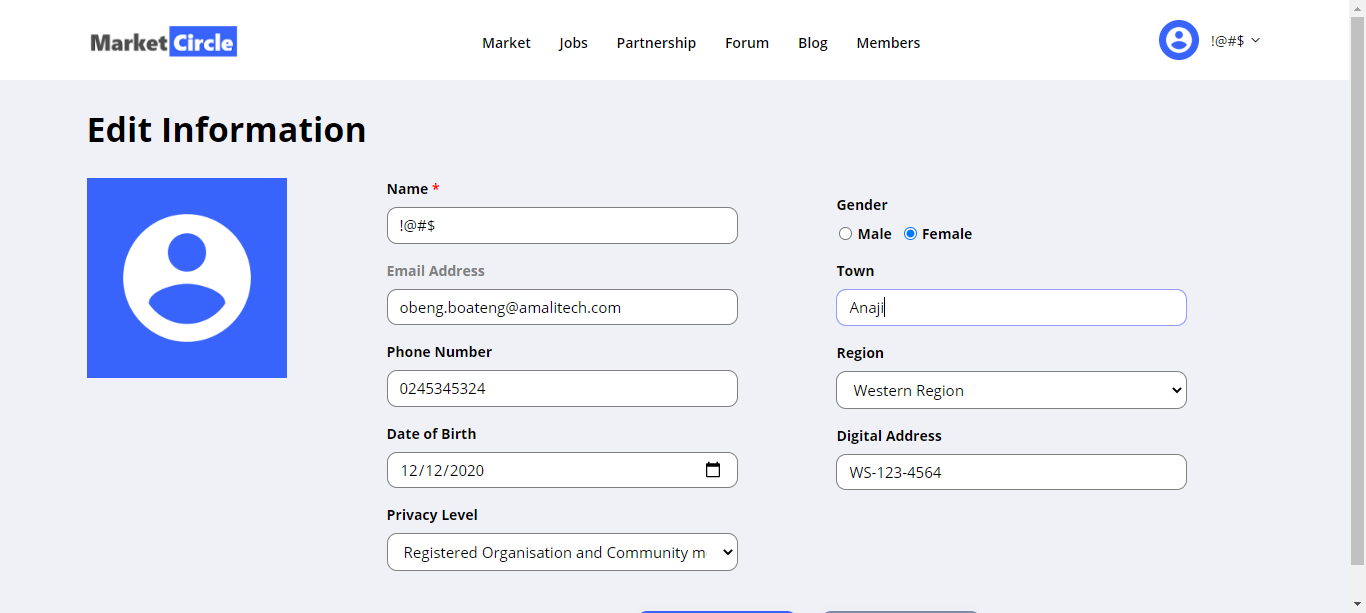 Market Circle
Market Jobs Partnership Forum Blog Members
!@#$
Edit Information
Name *
!@#$
Email Address
obeng.boateng@amalitech.com
Phone Number
0245345324
Date of Birth
12/12/2020
Privacy Level
Registered Organisation and Community m
Gender
Male Female
Town
Anaji
Region
Western Region
Digital Address
WS-123-4564